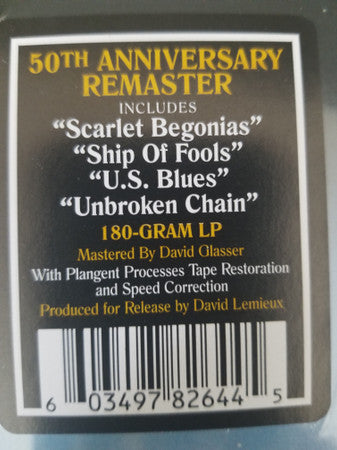 50TH ANNIVERSARY
REMASTER
INCLUDES
“Scarlet Begonias”
“Ship Of Fools”
“U.S. Blues”
“Unbroken Chain”
180-GRAM LP
Mastered By David Glasser
With Plangent Processes Tape Restoration
and Speed Correction
Produced for Release by David Lemieux
6 03497 82644 5